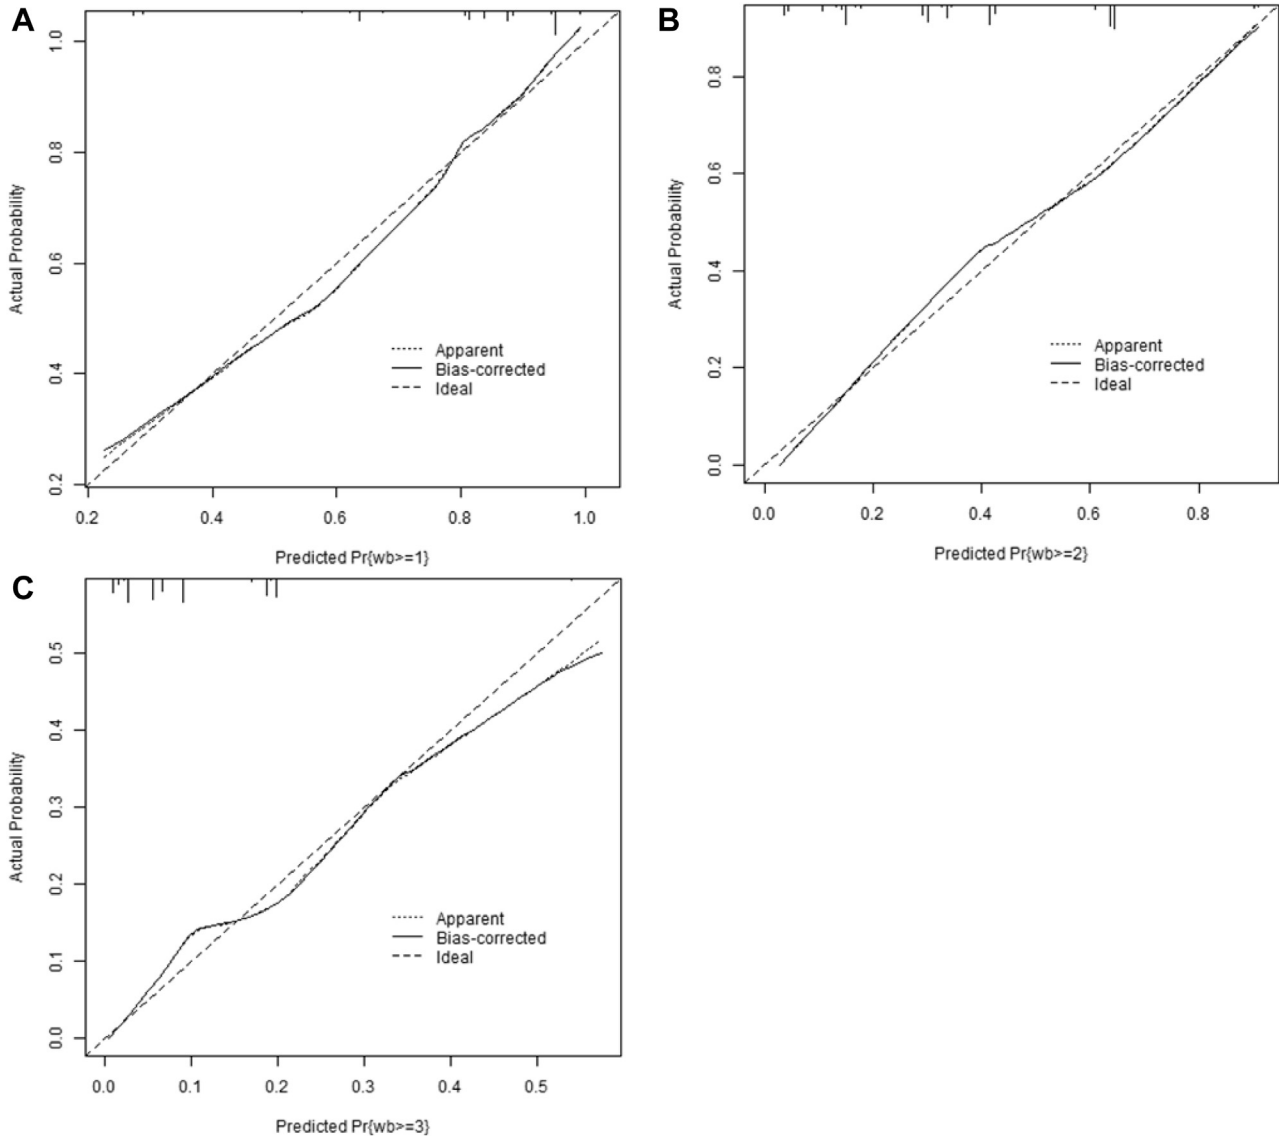 A
1.0
0.8
0.6
0.4
0.2
Actual Probability
Apparent
Bias-corrected
Ideal
0.2 0.4 0.6 0.8 1.0
Predicted Pr{wb>=1}
B
0.8
0.6
0.4
0.2
0.0
Actual Probability
Apparent
Bias-corrected
Ideal
0.0 0.2 0.4 0.6 0.8
Predicted Pr{wb>=2}
C
0.5
0.4
0.3
0.2
0.1
0.0
Actual Probability
Apparent
Bias-corrected
Ideal
0.0 0.1 0.2 0.3 0.4 0.5
Predicted Pr{wb>=3}